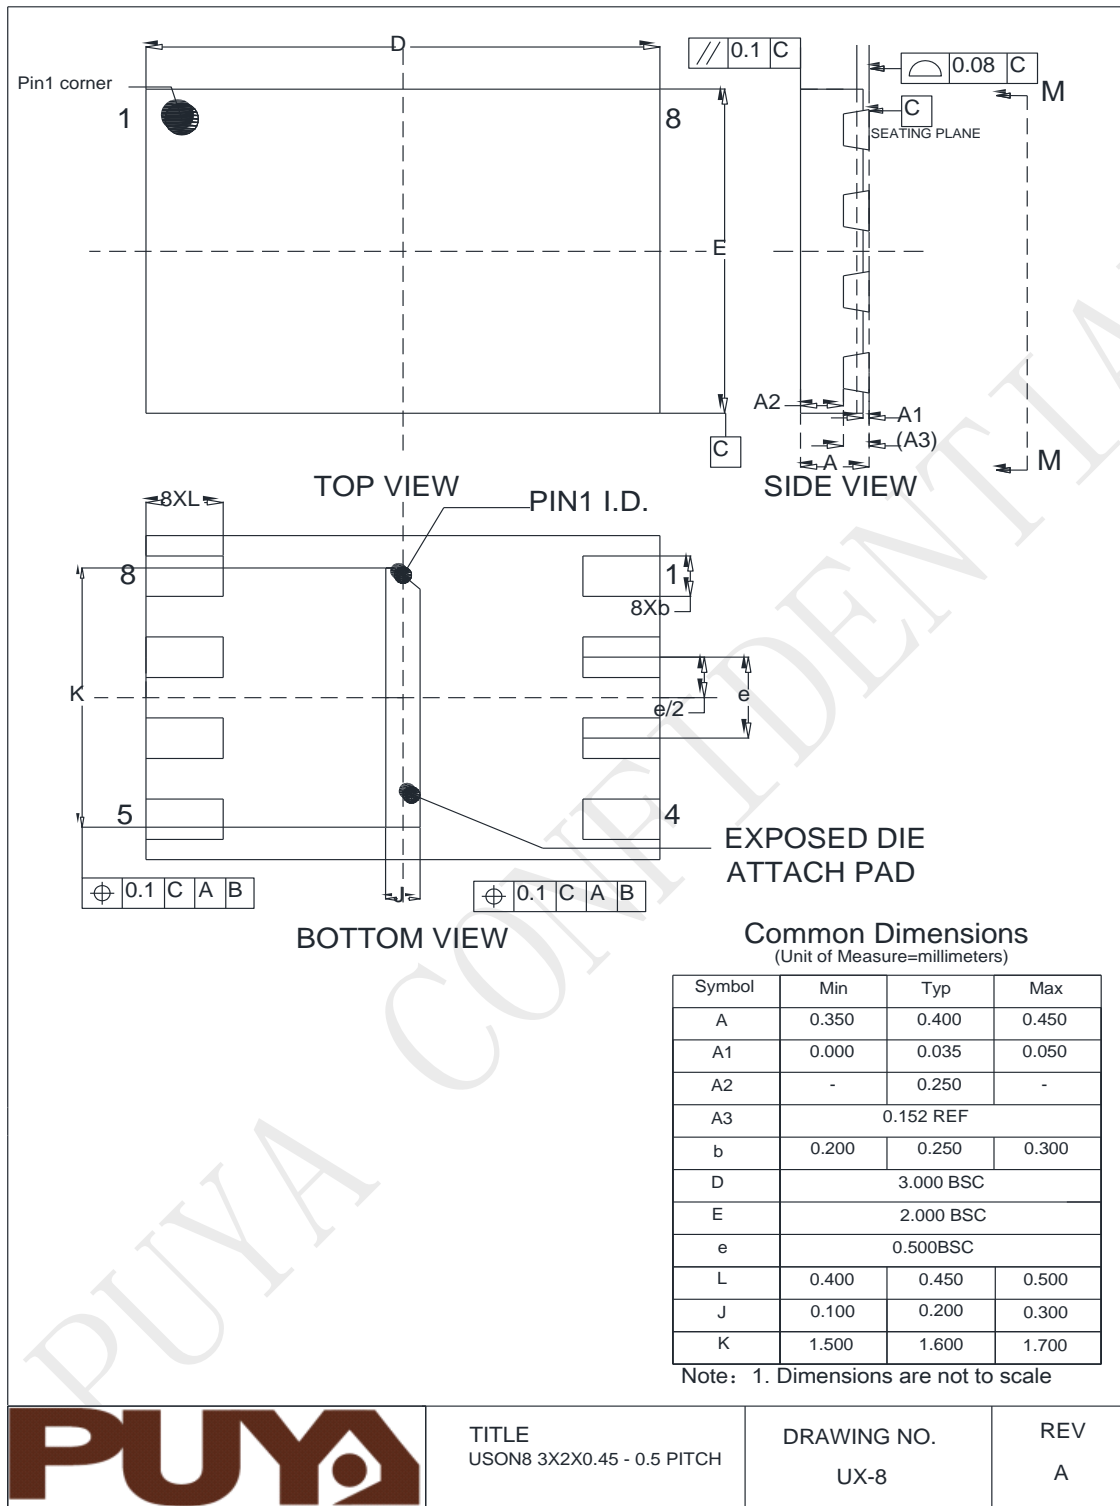 D
// 0.1 C
0.08 C
Pin1 corner
M
1
8
C
SEATING PLANE
E
A2
A1
(A3)
C
A
M
TOP VIEW
SIDE VIEW
8XL
PIN1 I.D.
8
1
8Xb
K
e/2
e
5
4
EXPOSED DIE
ATTACH PAD
⌖ 0.1 C A B
J
⌖ 0.1 C A B
BOTTOM VIEW
Common Dimensions
(Unit of Measure=millimeters)
Symbol Min Typ Max
A 0.350 0.400 0.450
A1 0.000 0.035 0.050
A2 - 0.250 -
A3 0.152 REF
b 0.200 0.250 0.300
D 3.000 BSC
E 2.000 BSC
e 0.500BSC
L 0.400 0.450 0.500
J 0.100 0.200 0.300
K 1.500 1.600 1.700
Note：1. Dimensions are not to scale
PUYA CONFIDENTIA
PUYA
TITLE
USON8 3X2X0.45 - 0.5 PITCH
DRAWING NO.
UX-8
REV
A